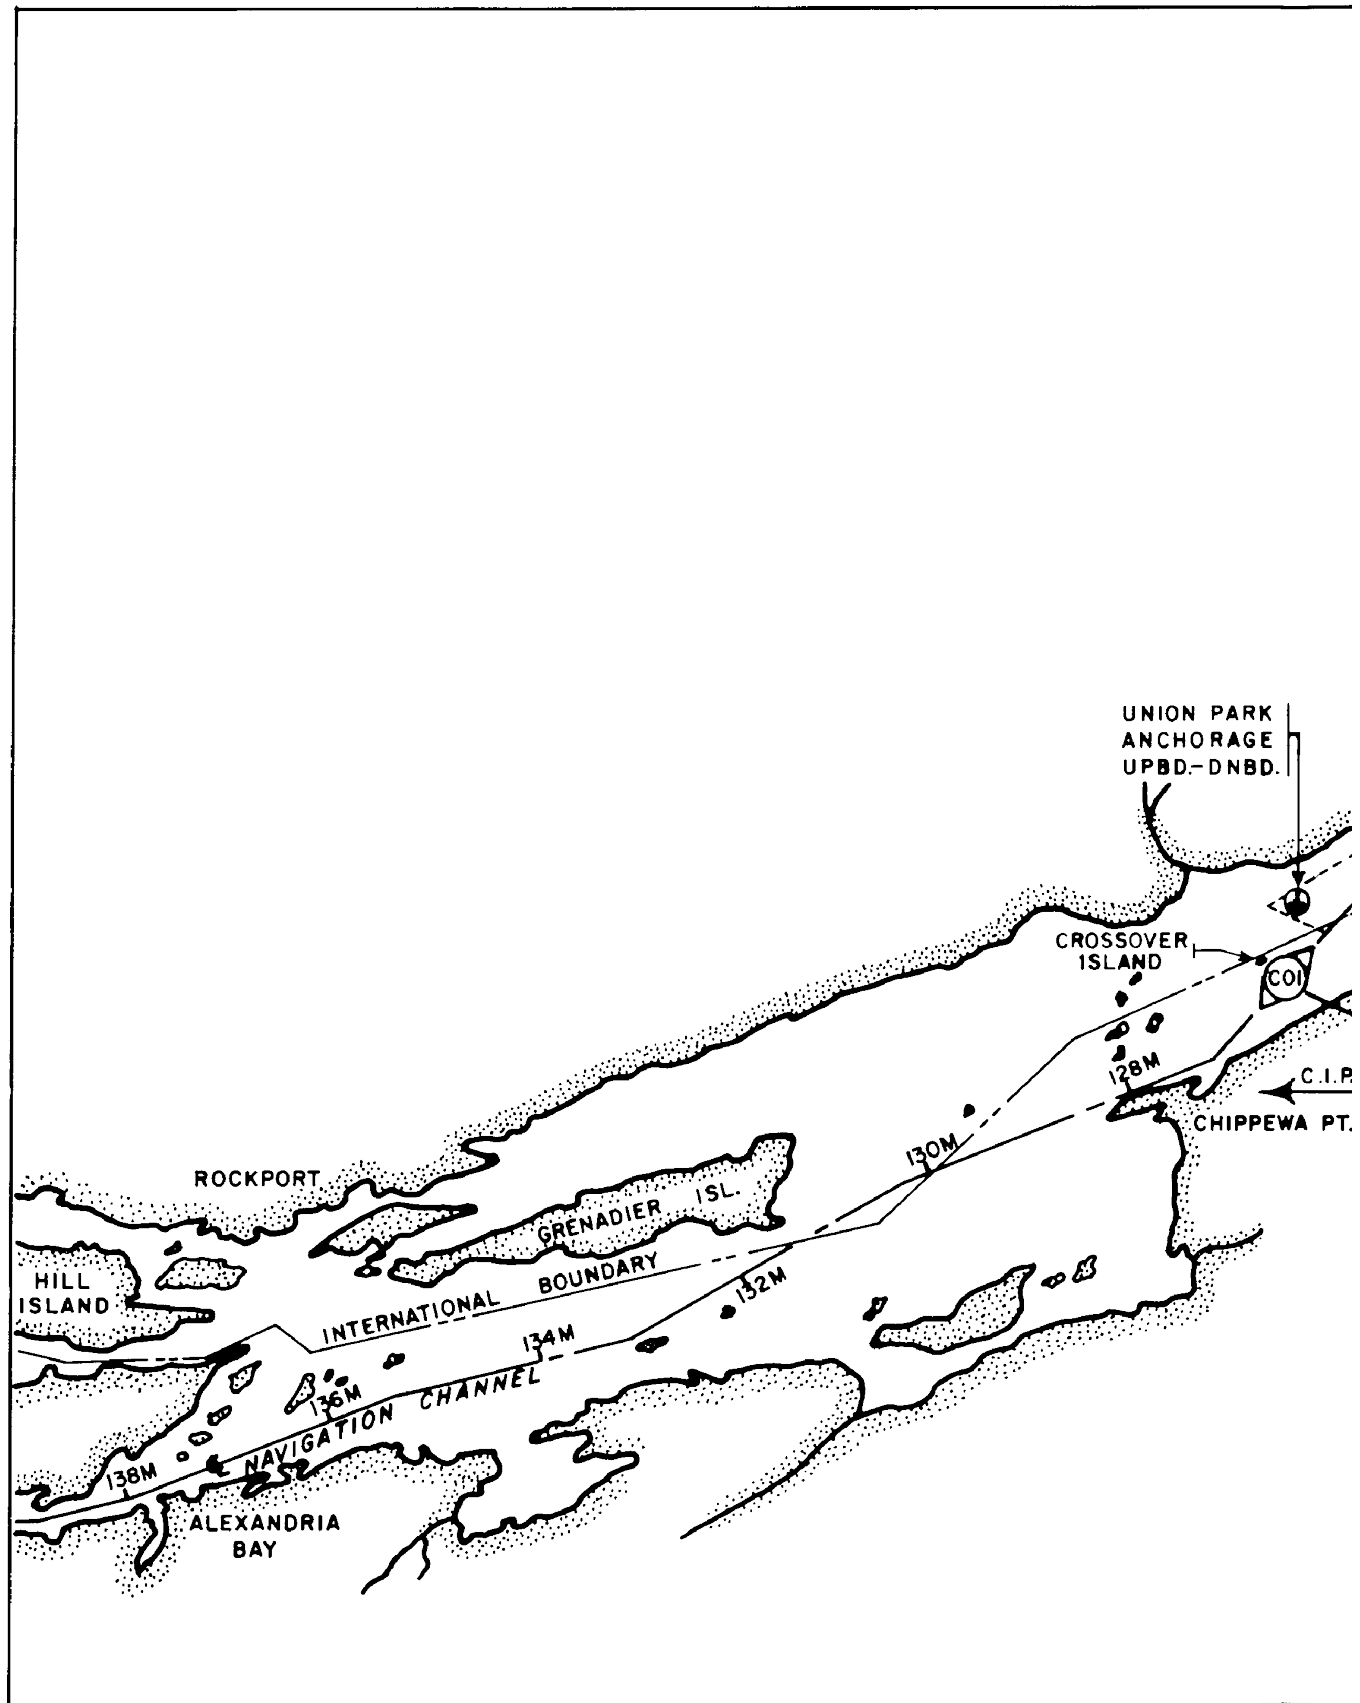 UNION PARK
ANCHORAGE
UPBD.-DNBD.
CROSSOVER
ISLAND
COI
128M
C.I.P.
CHIPPEWA PT.
130M
ROCKPORT
GRENADIER ISL.
HILL
ISLAND
INTERNATIONAL BOUNDARY
132M
134M
136M
NAVIGATION CHANNEL
138M
ALEXANDRIA
BAY